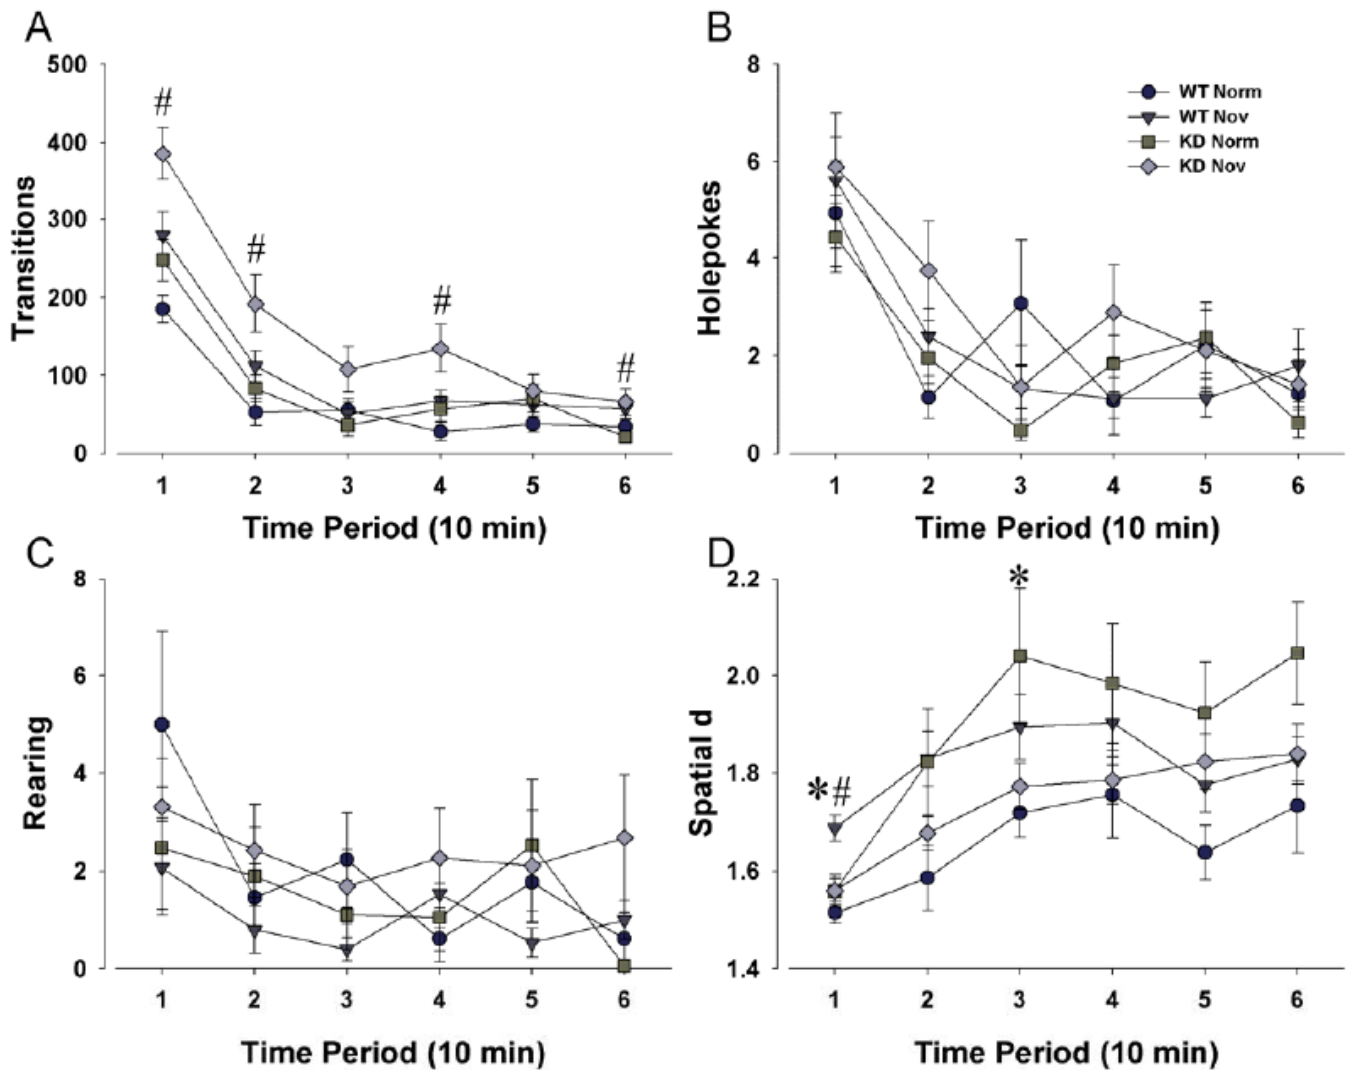 A
500
400
300
200
100
0
Transitions
#
#
#
#
1 2 3 4 5 6
Time Period (10 min)
B
8
6
4
2
0
Holepokes
WT Norm
WT Nov
KD Norm
KD Nov
1 2 3 4 5 6
Time Period (10 min)
C
8
6
4
2
0
Rearing
1 2 3 4 5 6
Time Period (10 min)
D
2.2
2.0
1.8
1.6
1.4
Spatial d
*#
*
1 2 3 4 5 6
Time Period (10 min)